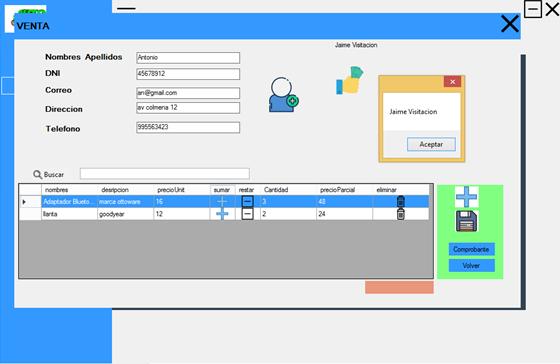 VENTA
Jaime Visitacion
Nombres Apellidos Antonio
DNI 45678912
Correo an@gmail.com
Direccion av colmena 12
Telefono 995563423
Jaime Visitacion
Aceptar
Buscar
nombres desripcion precioUnit sumar restar Cantidad precioParcial eliminar
Adaptador Blueto... marca ottoware 16 3 48
llanta goodyear 12 2 24
Comprobante
Volver